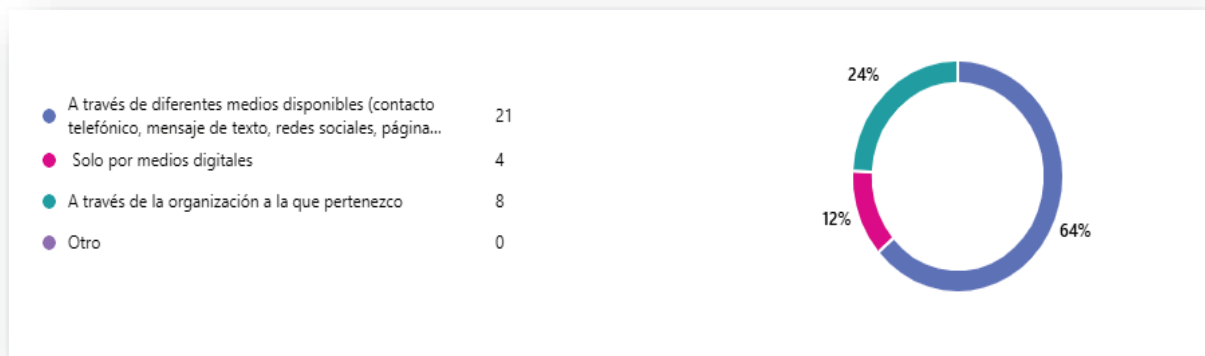 A través de diferentes medios disponibles (contacto
telefónico, mensaje de texto, redes sociales, página...
21
Solo por medios digitales
4
A través de la organización a la que pertenezco
8
Otro
0
24%
12%
64%